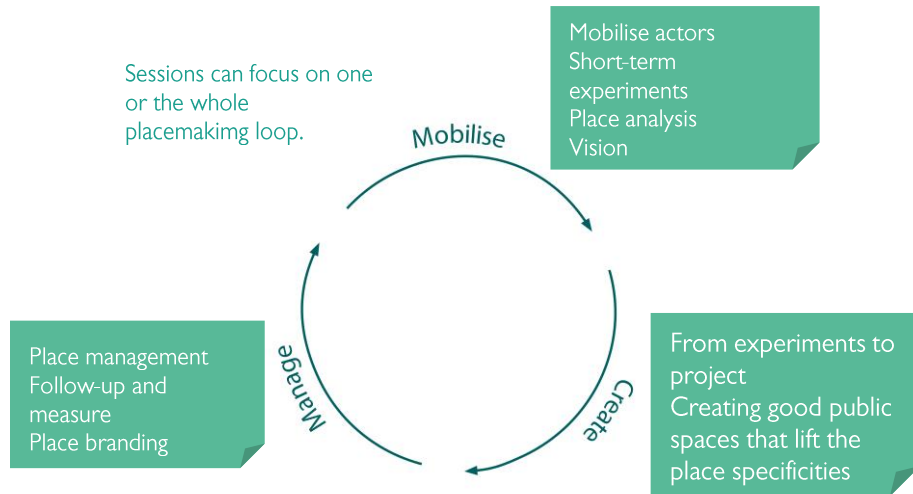 Sessions can focus on one
or the whole
placemakimg loop.
Mobilise actors
Short-term
experiments
Place analysis
Vision
Mobilise
Create
Manage
From experiments to
project
Creating good public
spaces that lift the
place specificities
Place management
Follow-up and
measure
Place branding